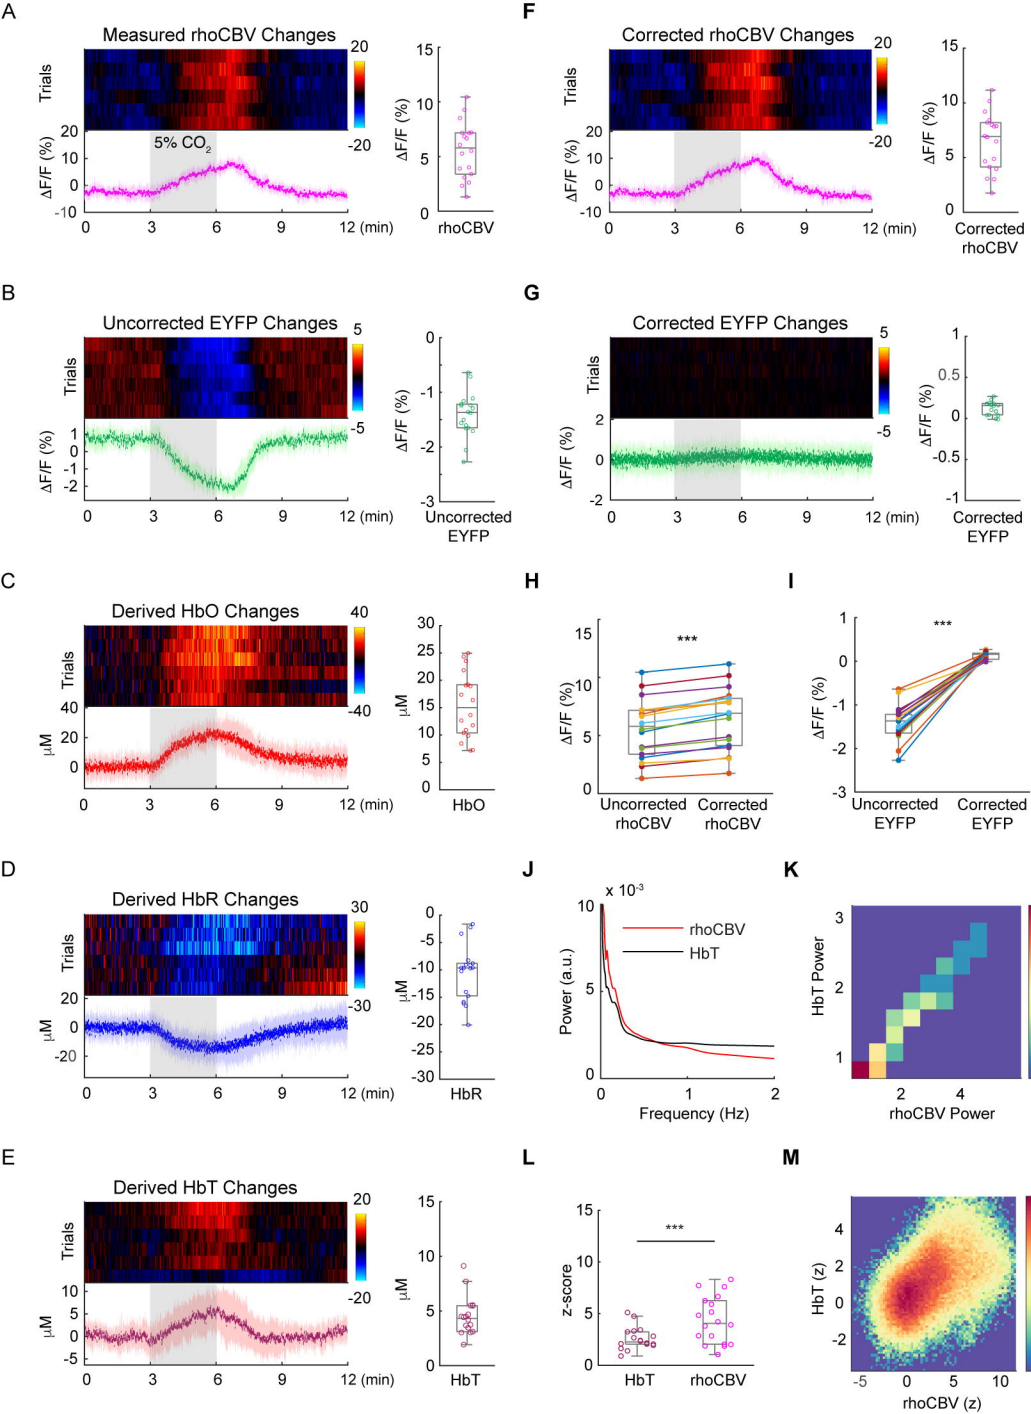 A
Measured rhoCBV Changes
Trials
20
-20
ΔF/F (%)
20
10
0
-10
5% CO2
0 3 6 9 12 (min)
ΔF/F (%)
15
10
5
0
rhoCBV
F
Corrected rhoCBV Changes
Trials
20
-20
ΔF/F (%)
20
10
0
-10
0 3 6 9 12 (min)
ΔF/F (%)
15
10
5
0
Corrected
rhoCBV
B
Uncorrected EYFP Changes
Trials
5
-5
ΔF/F (%)
1
0
-1
-2
0 3 6 9 12 (min)
ΔF/F (%)
-0
-1
-2
-3
Uncorrected
EYFP
G
Corrected EYFP Changes
Trials
5
-5
ΔF/F (%)
2
0
-2
0 3 6 9 12 (min)
ΔF/F (%)
1
0.5
0
-0.5
-1
Corrected
EYFP
C
Derived HbO Changes
Trials
40
-40
μM
40
20
0
0 3 6 9 12 (min)
μM
30
25
20
15
10
5
0
HbO
H
ΔF/F (%)
15
10
5
0
***
Uncorrected
rhoCBV
Corrected
rhoCBV
I
ΔF/F (%)
1
0
-1
-2
-3
***
Uncorrected
EYFP
Corrected
EYFP
D
Derived HbR Changes
Trials
30
-30
μM
20
0
-20
0 3 6 9 12 (min)
μM
0
-5
-10
-15
-20
-25
-30
HbR
J
x 10-3
Power (a.u.)
10
5
0
rhoCBV
HbT
0 1 2
Frequency (Hz)
K
HbT Power
3
2
1
2 4
rhoCBV Power
E
Derived HbT Changes
Trials
20
-20
μM
10
5
0
-5
0 3 6 9 12 (min)
μM
15
10
5
0
HbT
L
z-score
15
10
5
0
***
HbT rhoCBV
M
HbT (z)
4
2
0
-2
-5 0 5 10
rhoCBV (z)